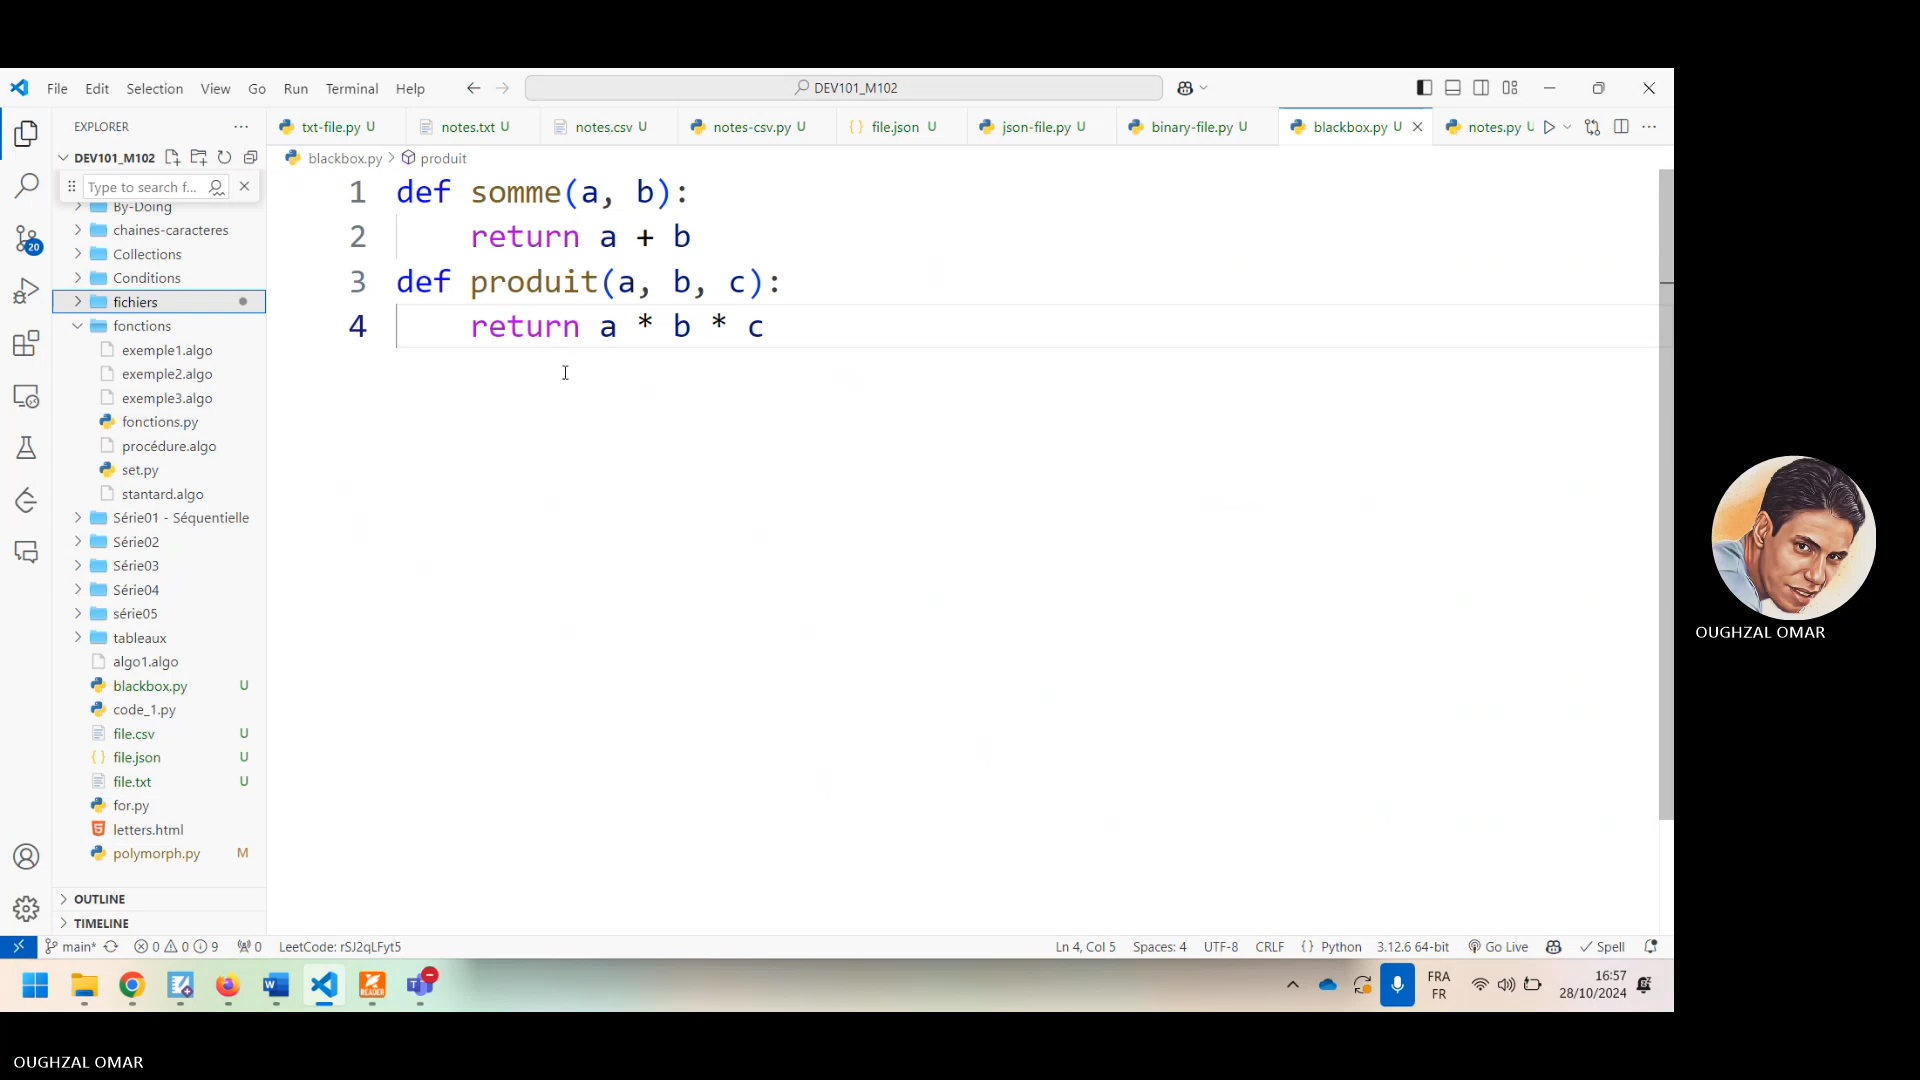 File Edit Selection View Go Run Terminal Help
DEV101_M102
EXPLORER
txt-file.py U
notes.txt U
notes.csv U
notes-csv.py U
{} file.json U
json-file.py U
binary-file.py U
blackbox.py U
notes.py U
DEV101_M102
blackbox.py > produit
Type to search f...
By-Doing
chaines-caracteres
Collections
Conditions
fichiers
fonctions
exemple1.algo
exemple2.algo
exemple3.algo
fonctions.py
procédure.algo
set.py
stantard.algo
Série01 - Séquentielle
Série02
Série03
Série04
série05
tableaux
algo1.algo
blackbox.py U
code_1.py
file.csv U
{} file.json U
file.txt U
for.py
letters.html
polymorph.py M
OUTLINE
TIMELINE
20
1 def somme(a, b):
2 return a + b
3 def produit(a, b, c):
4 return a * b * c
main* 0 0 9 0 LeetCode: rSJ2qLFyt5
Ln 4, Col 5 Spaces: 4 UTF-8 CRLF {} Python 3.12.6 64-bit Go Live Spell
READER
FRA
FR
16:57
28/10/2024
OUGHZAL OMAR
OUGHZAL OMAR